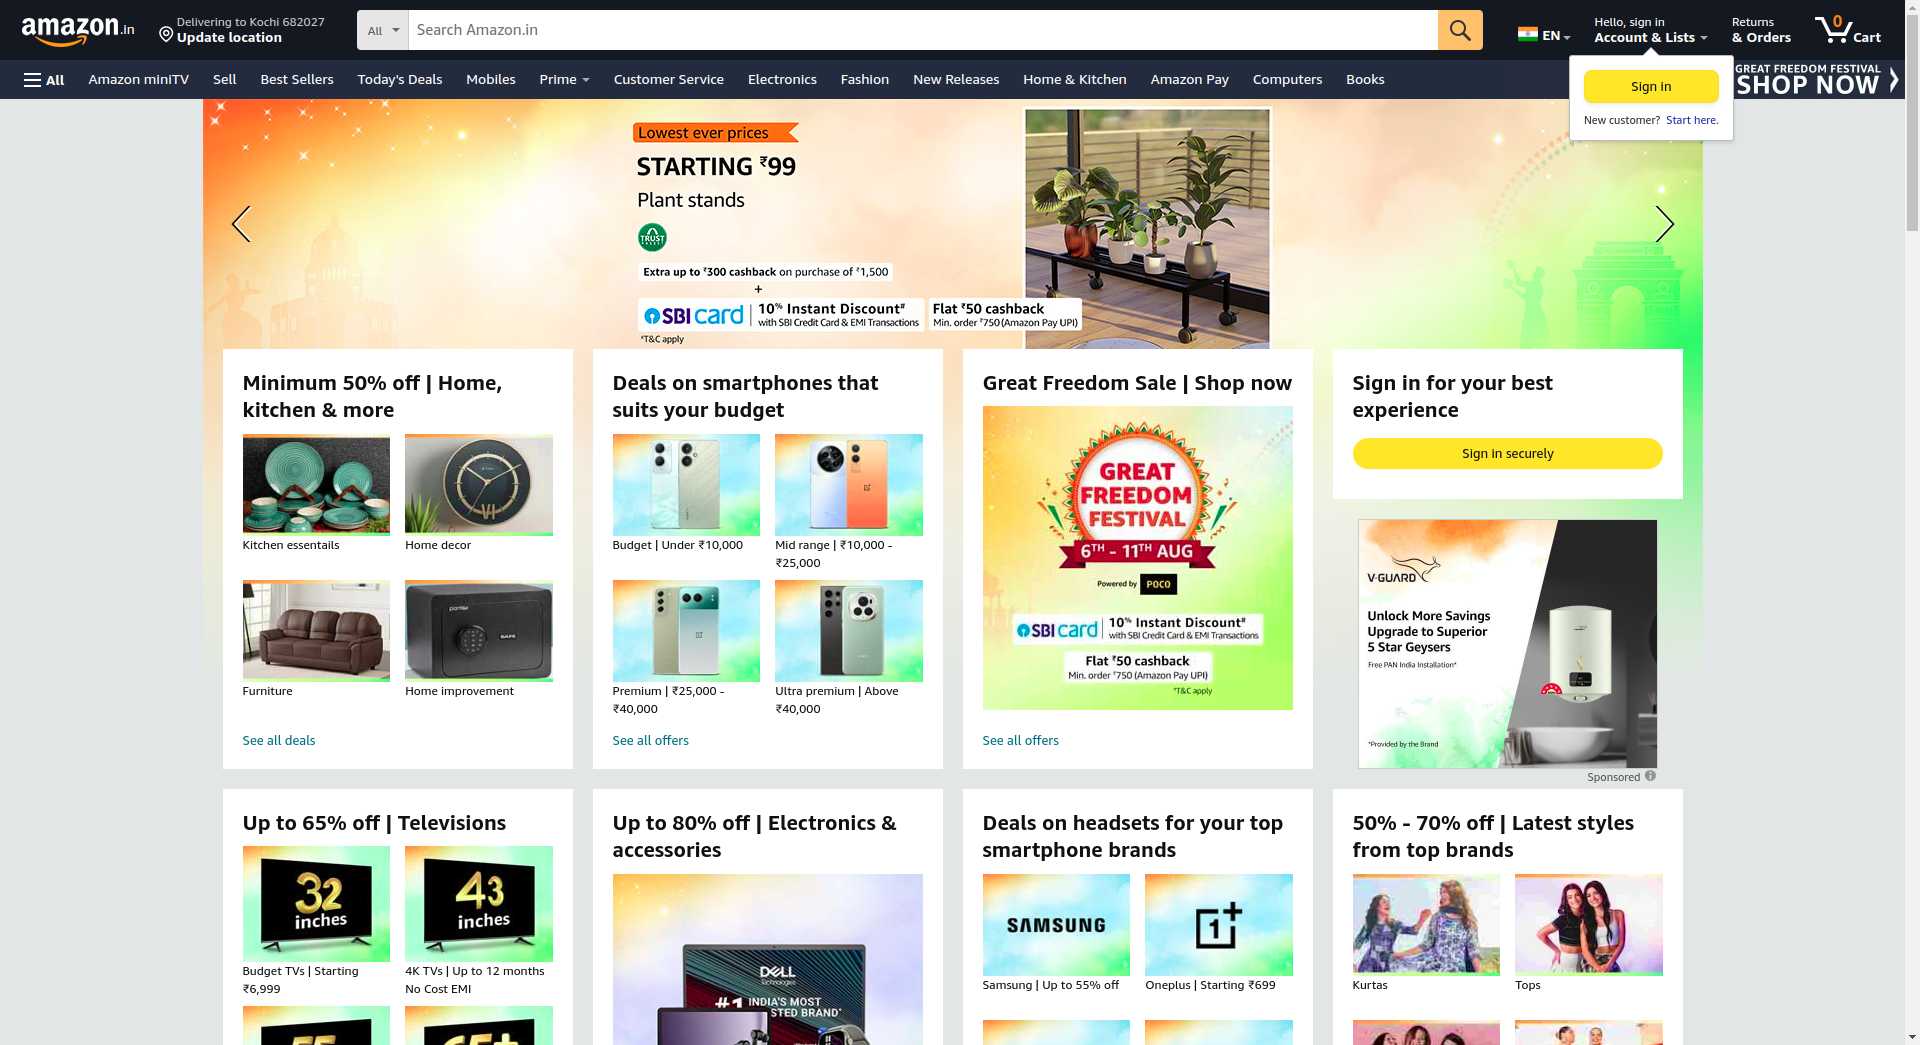 amazon.in
Delivering to Kochi 682027
Update location
All
Search Amazon.in
EN
Hello, sign in
Account & Lists
Returns
& Orders
0
Cart
All
Amazon miniTV
Sell
Best Sellers
Today's Deals
Mobiles
Prime
Customer Service
Electronics
Fashion
New Releases
Home & Kitchen
Amazon Pay
Computers
Books
GREAT FREEDOM FESTIVAL
SHOP NOW
Sign in
New customer? Start here.
Lowest ever prices
STARTING ₹99
Plant stands
TRUST
Extra up to ₹300 cashback on purchase of ₹1,500
+
SBI card
10% Instant Discount#
with SBI Credit Card & EMI Transactions
Flat ₹50 cashback
Min. order ₹750 (Amazon Pay UPI)
*T&C apply
Minimum 50% off | Home,
kitchen & more
Kitchen essentails
Home decor
Furniture
Home improvement
See all deals
Deals on smartphones that
suits your budget
Budget | Under ₹10,000
Mid range | ₹10,000 -
₹25,000
Premium | ₹25,000 -
₹40,000
Ultra premium | Above
₹40,000
See all offers
Great Freedom Sale | Shop now
GREAT
FREEDOM
FESTIVAL
6TH - 11TH AUG
Powered by POCO
SBI card
10% Instant Discount#
with SBI Credit Card & EMI Transactions
Flat ₹50 cashback
Min. order ₹750 (Amazon Pay UPI)
*T&C apply
See all offers
Sign in for your best
experience
Sign in securely
V-GUARD
Unlock More Savings
Upgrade to Superior
5 Star Geysers
Free PAN India Installation*
*Provided by the Brand
Sponsored
Up to 65% off | Televisions
32
inches
43
inches
Budget TVs | Starting
₹6,999
4K TVs | Up to 12 months
No Cost EMI
55
65+
Up to 80% off | Electronics &
accessories
DELL
Technologies
#1 INDIA'S MOST
STED BRAND*
Deals on headsets for your top
smartphone brands
SAMSUNG
1+
Samsung | Up to 55% off
Oneplus | Starting ₹699
50% - 70% off | Latest styles
from top brands
Kurtas
Tops